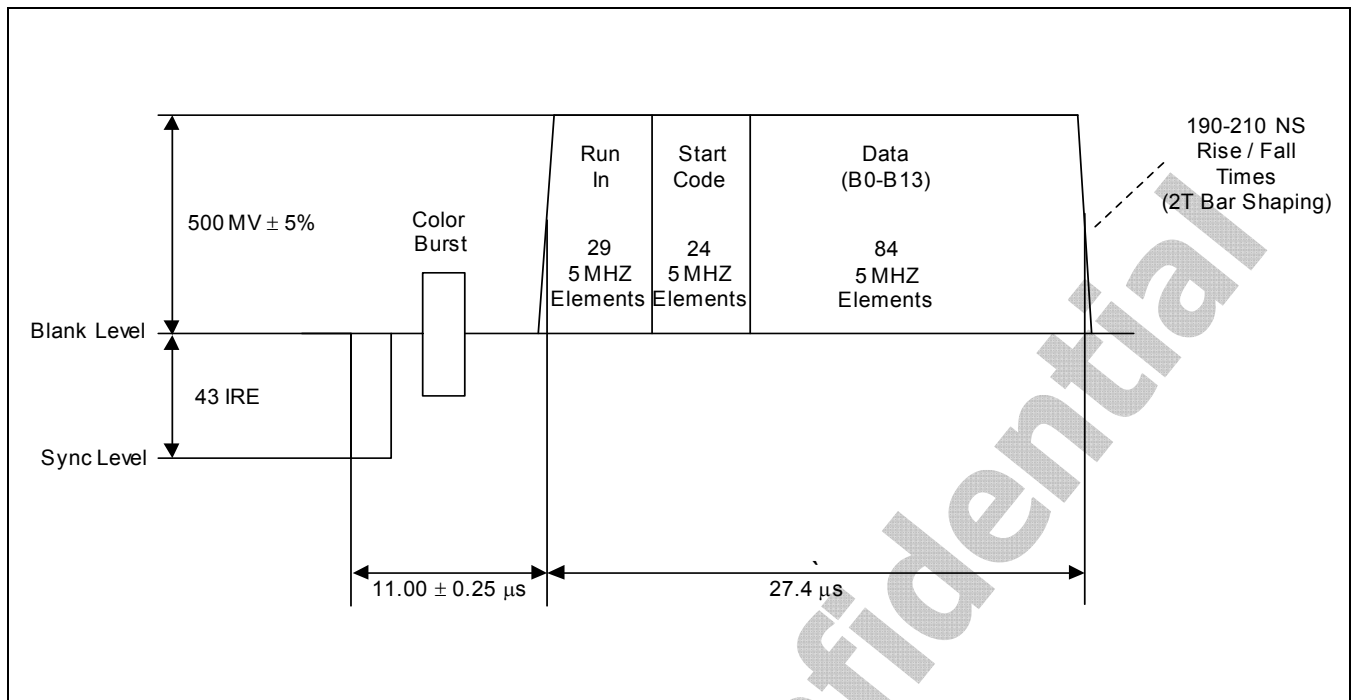 190-210 NS
Rise / Fall
Times
(2T Bar Shaping)
Run
In
Start
Code
Data
(B0-B13)
500 MV ± 5%
Color
Burst
29
5 MHZ
Elements
24
5 MHZ
Elements
84
5 MHZ
Elements
Blank Level
43 IRE
Sync Level
11.00 ± 0.25 μs
27.4 μs
nfidential